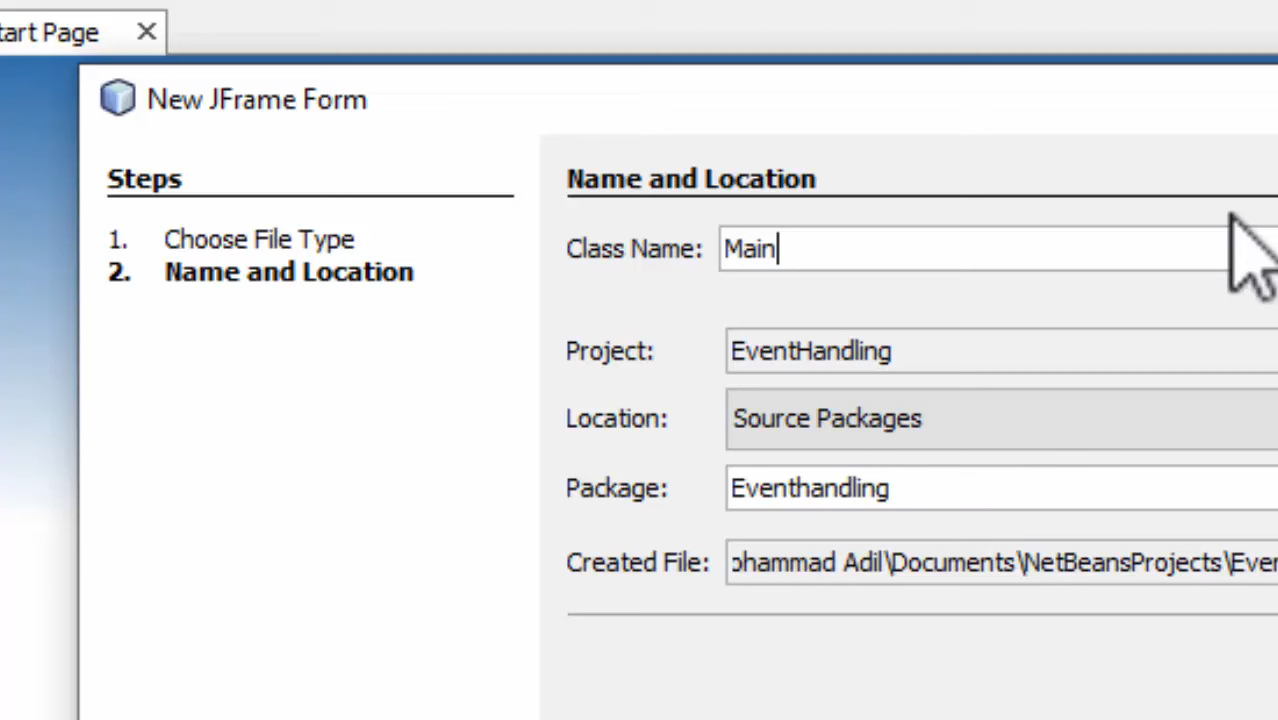 tart Page
New JFrame Form
Steps
1. Choose File Type
2. Name and Location
Name and Location
Class Name: Main
Project: EventHandling
Location: Source Packages
Package: Eventhandling
Created File: ohammad Adil\Documents\NetBeansProjects\Even